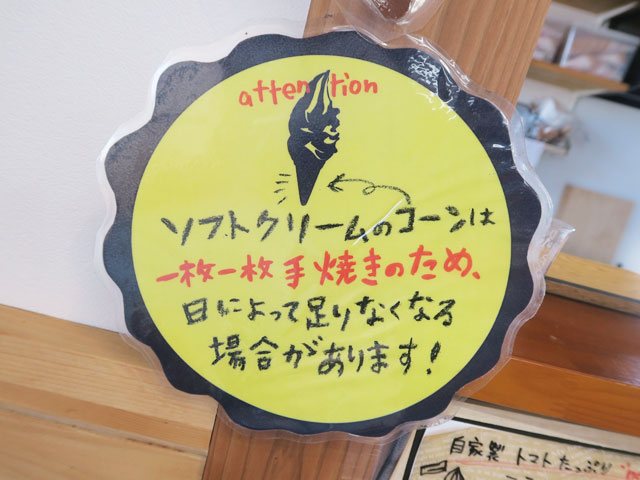 attention
ソフトクリームのコーンは
一枚一枚手焼きのため、
日によって足りなくなる
場合があります!
自家製 トマトたっぷり